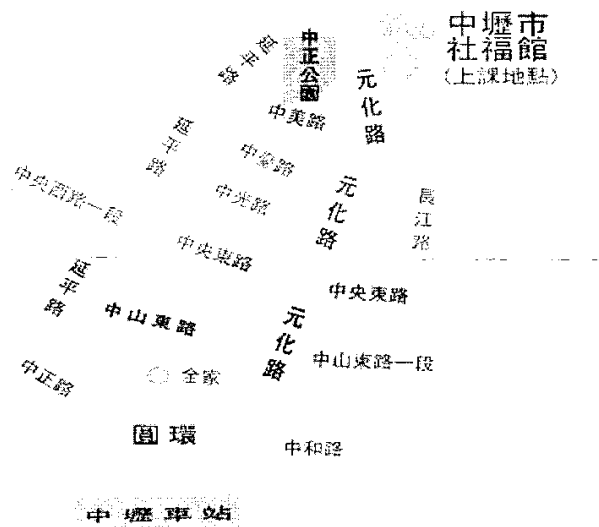 中壢市
社福館
(上課地點)
中正公園
延平路
元化路
中美路
延平路
中臺路
元化路
中光路
長江路
中央西路一段
中央東路
延平路
中央東路
中山東路
元化路
中山東路一段
全家
中正路
圓環
中和路
中壢車站